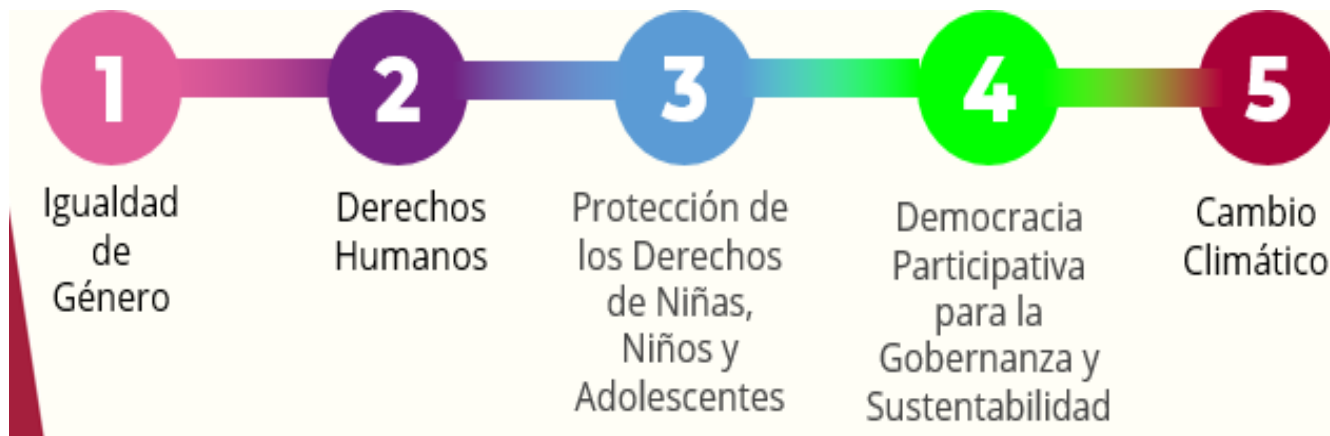 1
2
3
4
5
Igualdad
de
Género
Derechos
Humanos
Protección de
los Derechos
de Niñas,
Niños y
Adolescentes
Democracia
Participativa
para la
Gobernanza y
Sustentabilidad
Cambio
Climático